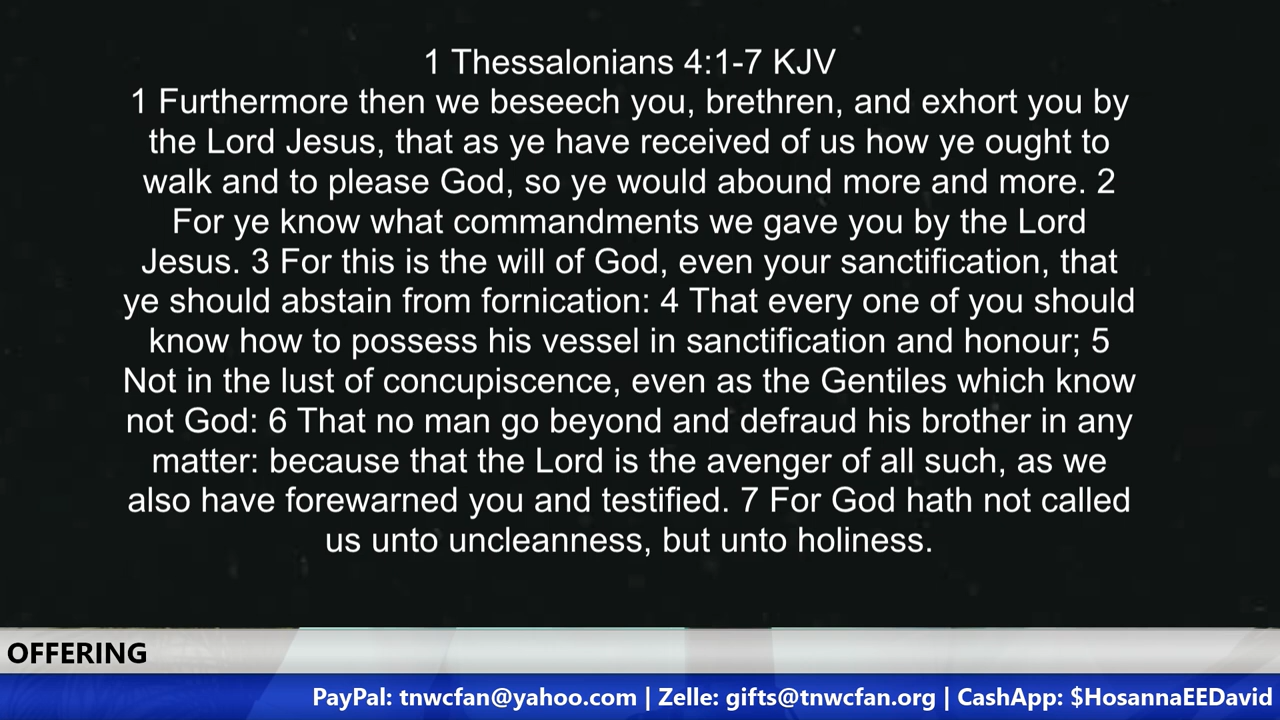 1 Thessalonians 4:1-7 KJV
1 Furthermore then we beseech you, brethren, and exhort you by
the Lord Jesus, that as ye have received of us how ye ought to
walk and to please God, so ye would abound more and more. 2
For ye know what commandments we gave you by the Lord
Jesus. 3 For this is the will of God, even your sanctification, that
ye should abstain from fornication: 4 That every one of you should
know how to possess his vessel in sanctification and honour; 5
Not in the lust of concupiscence, even as the Gentiles which know
not God: 6 That no man go beyond and defraud his brother in any
matter: because that the Lord is the avenger of all such, as we
also have forewarned you and testified. 7 For God hath not called
us unto uncleanness, but unto holiness.
OFFERING
PayPal: tnwcfan@yahoo.com | Zelle: gifts@tnwcfan.org | CashApp: $HosannaEEDavid